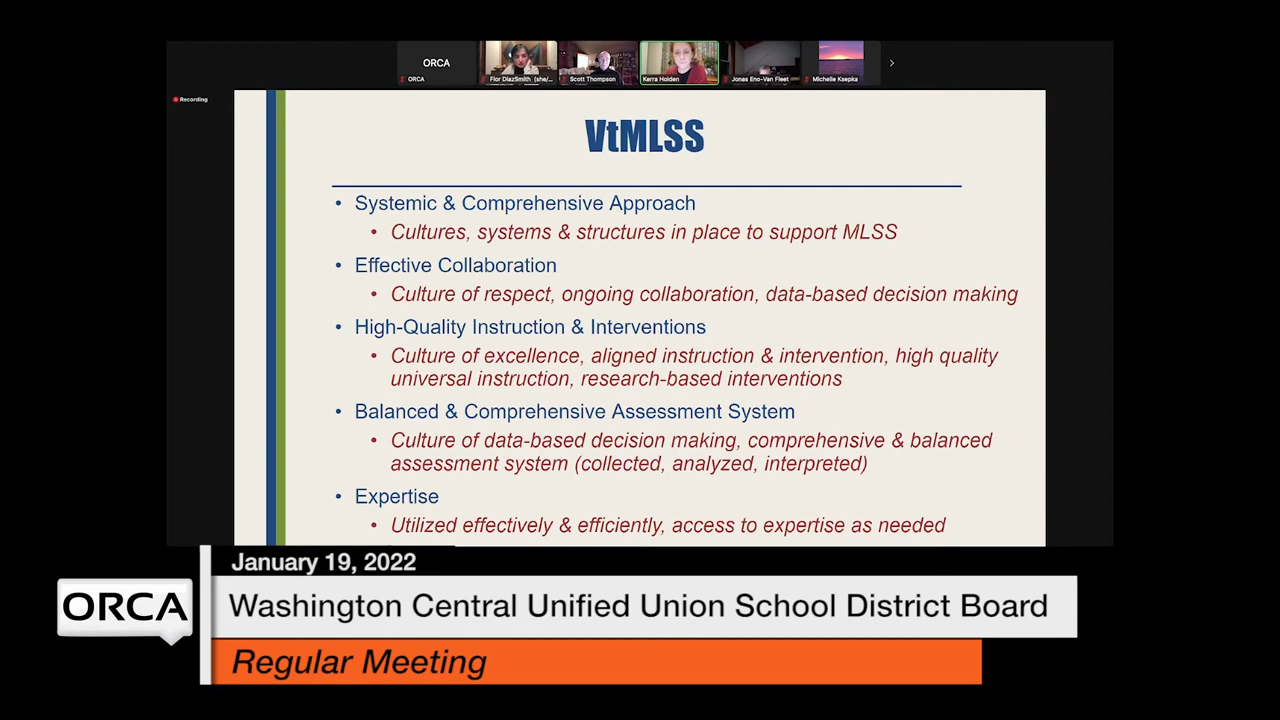 ORCA
ORCA
Flor DiazSmith (she/...
Scott Thompson
Kerra Holden
Jonas Eno-Van Fleet
Michelle Ksepka
Recording
VtMLSS
• Systemic & Comprehensive Approach
• Cultures, systems & structures in place to support MLSS
• Effective Collaboration
• Culture of respect, ongoing collaboration, data-based decision making
• High-Quality Instruction & Interventions
• Culture of excellence, aligned instruction & intervention, high quality
universal instruction, research-based interventions
• Balanced & Comprehensive Assessment System
• Culture of data-based decision making, comprehensive & balanced
assessment system (collected, analyzed, interpreted)
• Expertise
• Utilized effectively & efficiently, access to expertise as needed
January 19, 2022
ORCA
Washington Central Unified Union School District Board
Regular Meeting